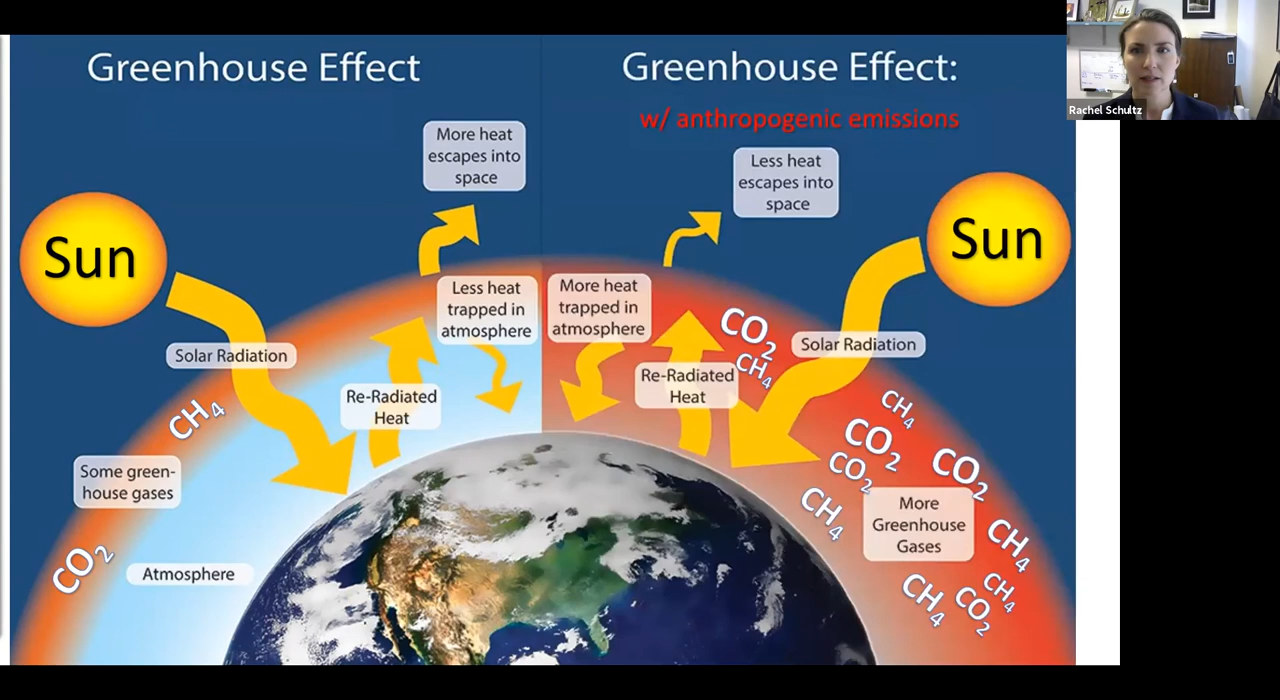 Greenhouse Effect
More heat
escapes into
space
Sun
Less heat
trapped in
atmosphere
Solar Radiation
Re-Radiated
Heat
CH4
Some green-
house gases
CO2
Atmosphere
Greenhouse Effect:
w/ anthropogenic emissions
Less heat
escapes into
space
Sun
More heat
trapped in
atmosphere
CO2
CH4
Solar Radiation
Re-Radiated
Heat
CH4
CO2
CO2
CO2
CH4
More
Greenhouse
Gases
CH4
CH4
CH4
CO2
Rachel Schultz